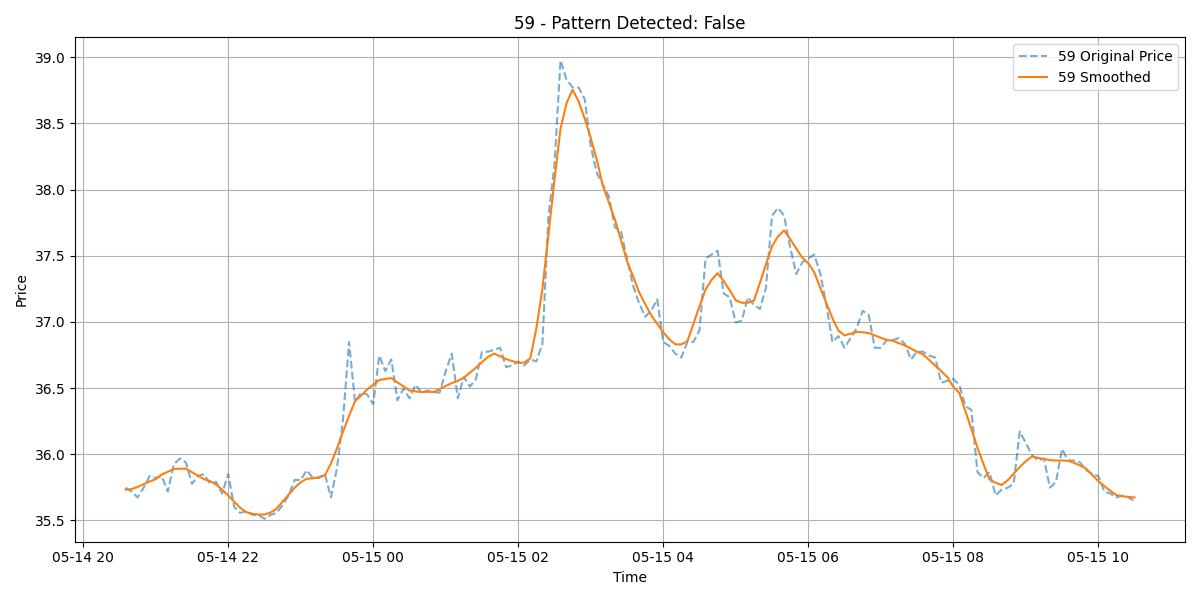 59 - Pattern Detected: False
59 Original Price
59 Smoothed
39.0
38.5
38.0
37.5
37.0
36.5
36.0
35.5
Price
05-14 20 05-14 22 05-15 00 05-15 02 05-15 04 05-15 06 05-15 08 05-15 10
Time